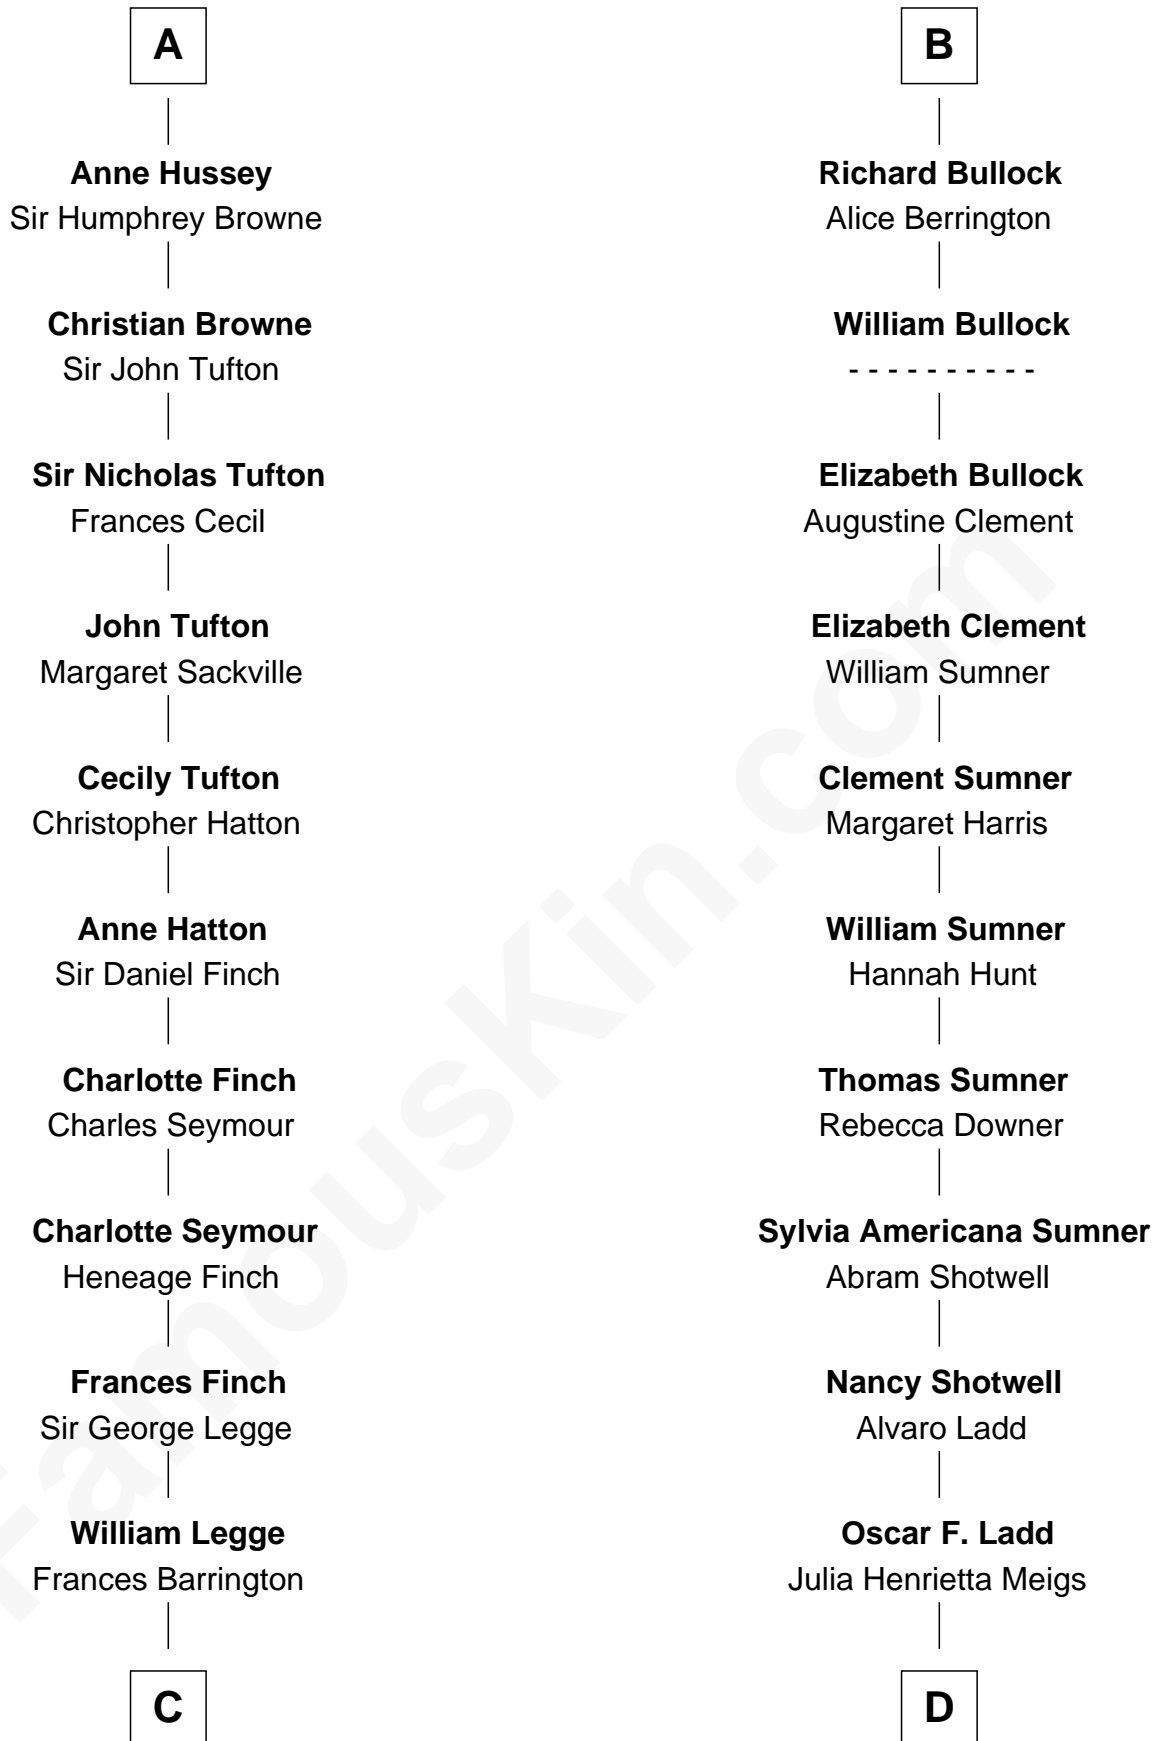 A
Anne Hussey
Sir Humphrey Browne
Christian Browne
Sir John Tufton
Sir Nicholas Tufton
Frances Cecil
John Tufton
Margaret Sackville
Cecily Tufton
Christopher Hatton
Anne Hatton
Sir Daniel Finch
Charlotte Finch
Charles Seymour
Charlotte Seymour
Heneage Finch
Frances Finch
Sir George Legge
William Legge
Frances Barrington
C
B
Richard Bullock
Alice Berrington
William Bullock
- - - - - - - - - -
Elizabeth Bullock
Augustine Clement
Elizabeth Clement
William Sumner
Clement Sumner
Margaret Harris
William Sumner
Hannah Hunt
Thomas Sumner
Rebecca Downer
Sylvia Americana Sumner
Abram Shotwell
Nancy Shotwell
Alvaro Ladd
Oscar F. Ladd
Julia Henrietta Meigs
D
FamousKin.com